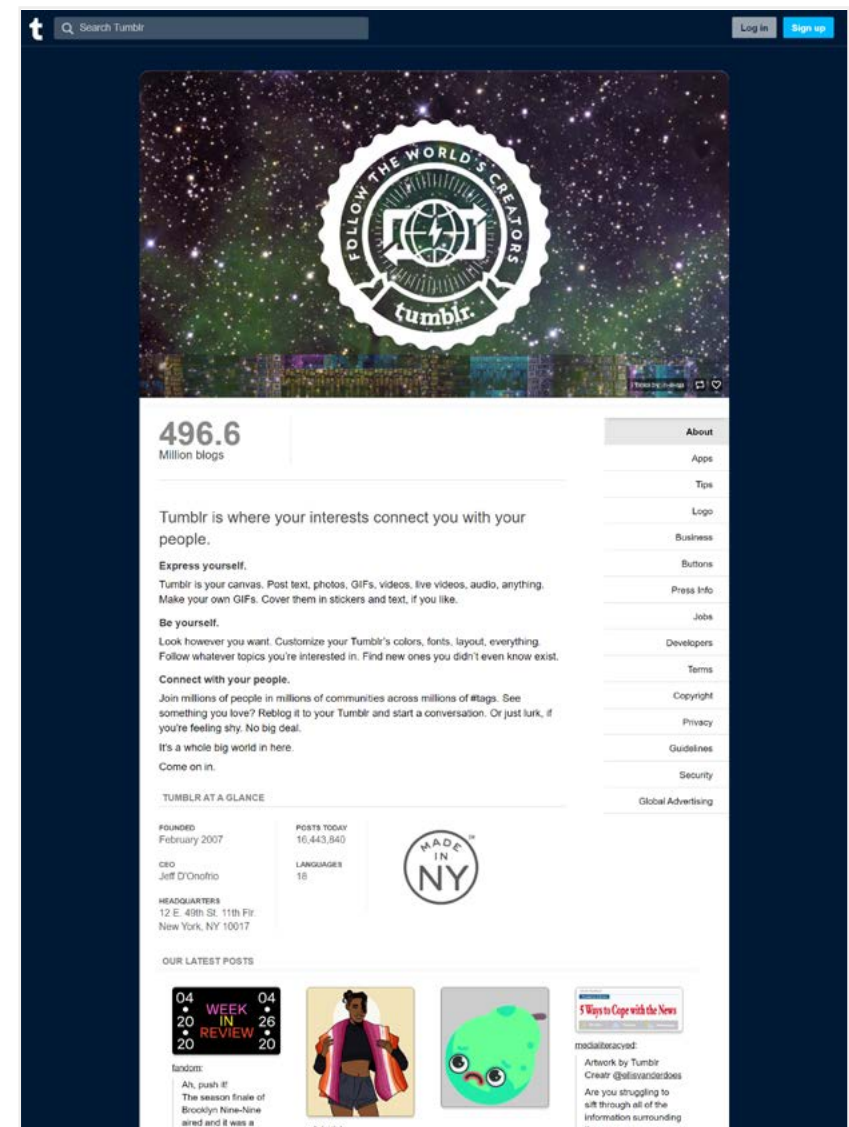 t
Search Tumblr
Log in
Sign up
FOLLOW THE WORLD'S CREATORS
tumblr.
496.6
Million blogs
Tumblr is where your interests connect you with your
people.
Express yourself.
Tumblr is your canvas. Post text, photos, GIFs, videos, live videos, audio, anything.
Make your own GIFs. Cover them in stickers and text, if you like.
Be yourself.
Look however you want. Customize your Tumblr's colors, fonts, layout, everything.
Follow whatever topics you're interested in. Find new ones you didn't even know exist.
Connect with your people.
Join millions of people in millions of communities across millions of #tags. See
something you love? Reblog it to your Tumblr and start a conversation. Or just lurk, if
you're feeling shy. No big deal.
It's a whole big world in here.
Come on in.
About
Apps
Tips
Logo
Business
Buttons
Press Info
Jobs
Developers
Terms
Copyright
Privacy
Guidelines
Security
Global Advertising
TUMBLR AT A GLANCE
FOUNDED
February 2007
CEO
Jeff D'Onofrio
HEADQUARTERS
12 E. 49th St. 11th Flr.
New York, NY 10017
POSTS TODAY
16,443,840
LANGUAGES
18
MADE
IN
NY
OUR LATEST POSTS
04 04
WEEK
20 IN 26
REVIEW
20 20
fandom:
Ah, push it!
The season finale of
Brooklyn Nine-Nine
aired and it was a
5 Ways to Cope with the News
medialiteracyed:
Artwork by Tumblr
Creatr @ellisvanderdoes
Are you struggling to
sift through all of the
information surrounding